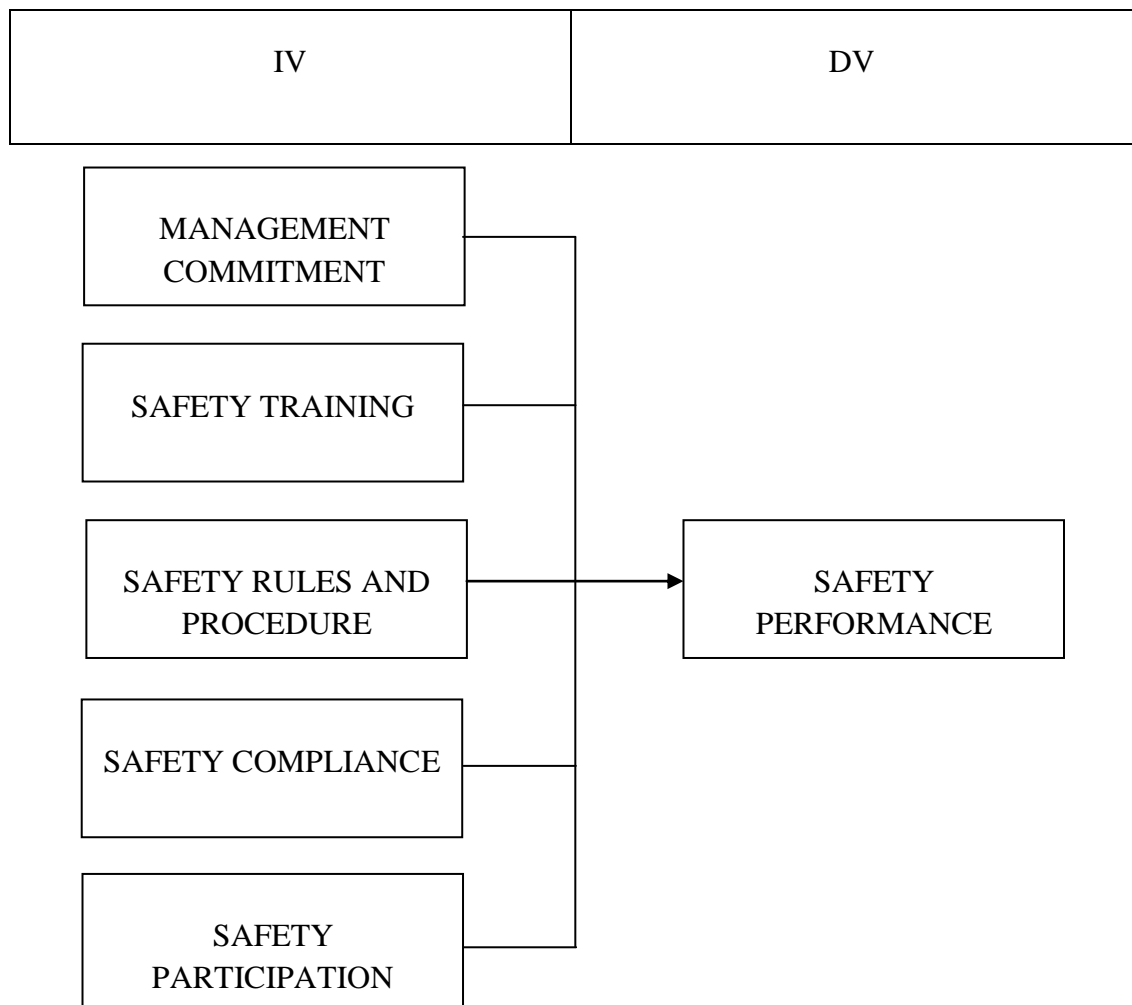 IV
DV
MANAGEMENT
COMMITMENT
SAFETY TRAINING
SAFETY RULES AND
PROCEDURE
SAFETY COMPLIANCE
SAFETY
PARTICIPATION
SAFETY
PERFORMANCE